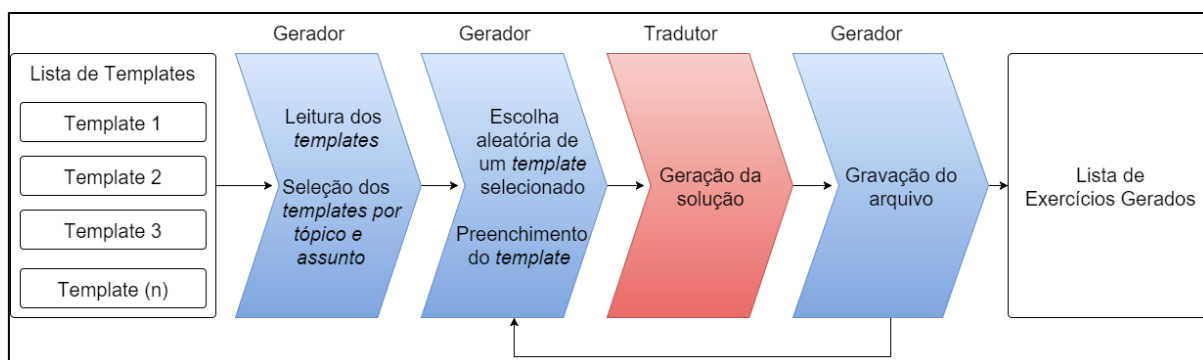 Gerador
Gerador
Tradutor
Gerador
Lista de Templates
Template 1
Template 2
Template 3
Template (n)
Leitura dos
templates
Seleção dos
templates por
tópico e
assunto
Escolha
aleatória de
um template
selecionado
Preenchimento
do template
Geração da
solução
Gravação do
arquivo
Lista de
Exercícios Gerados